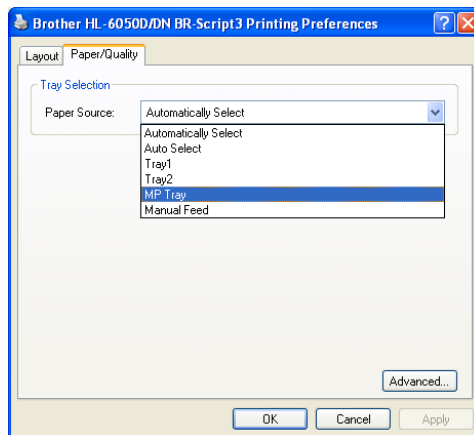 Brother HL-6050D/DN BR-Script3 Printing Preferences
Layout Paper/Quality
Tray Selection
Paper Source: Automatically Select
Automatically Select
Auto Select
Tray1
Tray2
MP Tray
Manual Feed
Advanced...
OK Cancel Apply